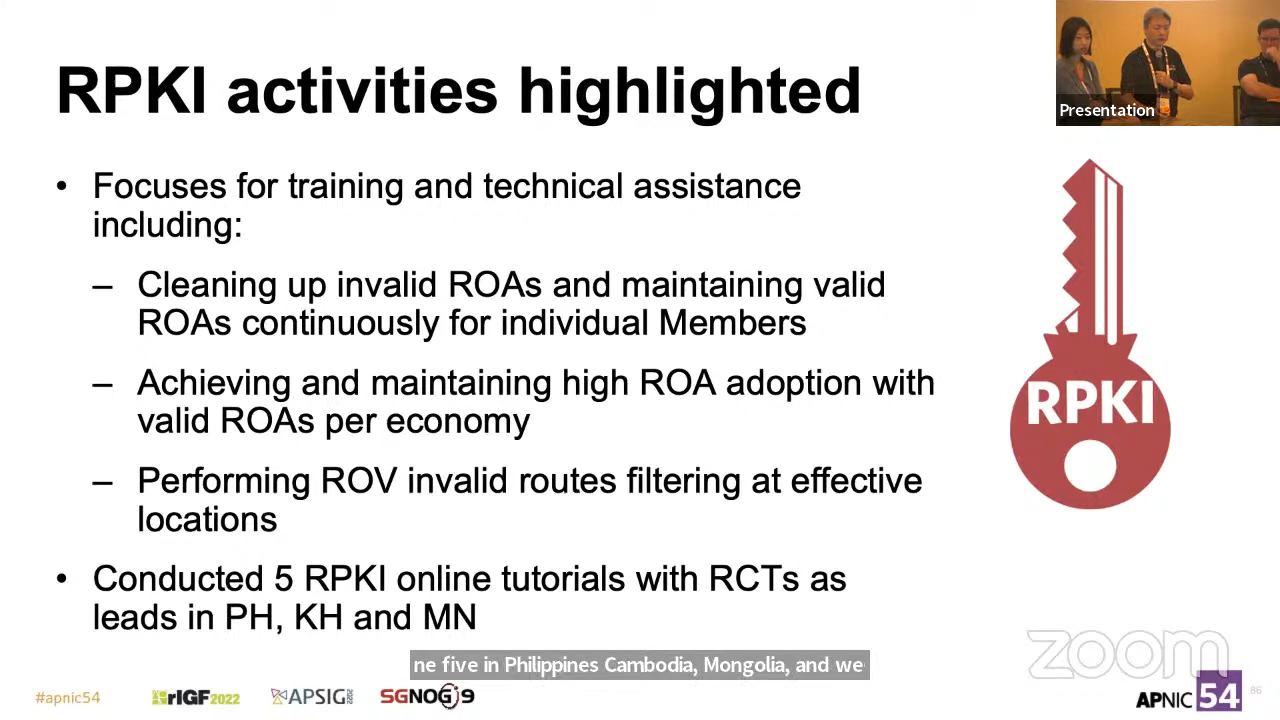 RPKI activities highlighted
Presentation
• Focuses for training and technical assistance
including:
– Cleaning up invalid ROAs and maintaining valid
ROAs continuously for individual Members
– Achieving and maintaining high ROA adoption with
valid ROAs per economy
– Performing ROV invalid routes filtering at effective
locations
• Conducted 5 RPKI online tutorials with RCTs as
leads in PH, KH and MN
RPKI
ne five in Philippines Cambodia, Mongolia, and we
zoom
#apnic54
rIGF2022
APSIG
SGNOG 9
APNIC 54
86